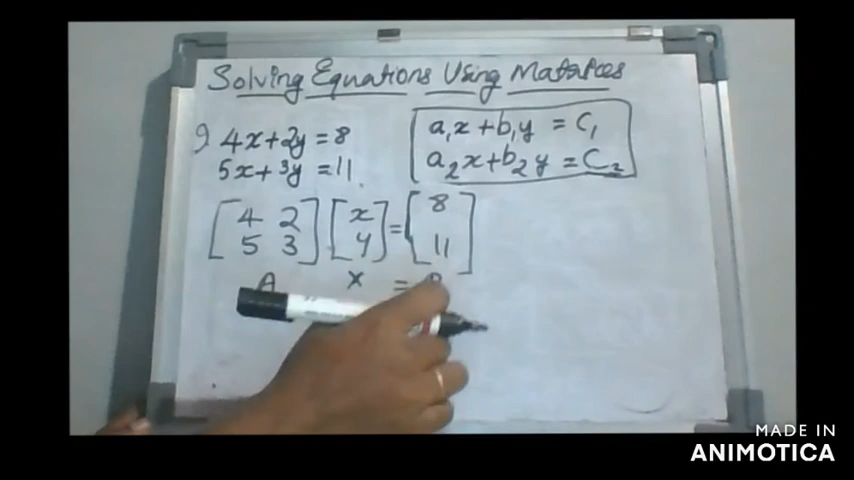 Solving Equations Using Matrices
9) 4x+2y=8
5x+3y=11
a₁x+b₁y = C₁
a₂x+b₂y = C₂
[4 2] [x] = [8]
[5 3] [y] [11]
A X =
MADE IN
ANIMOTICA